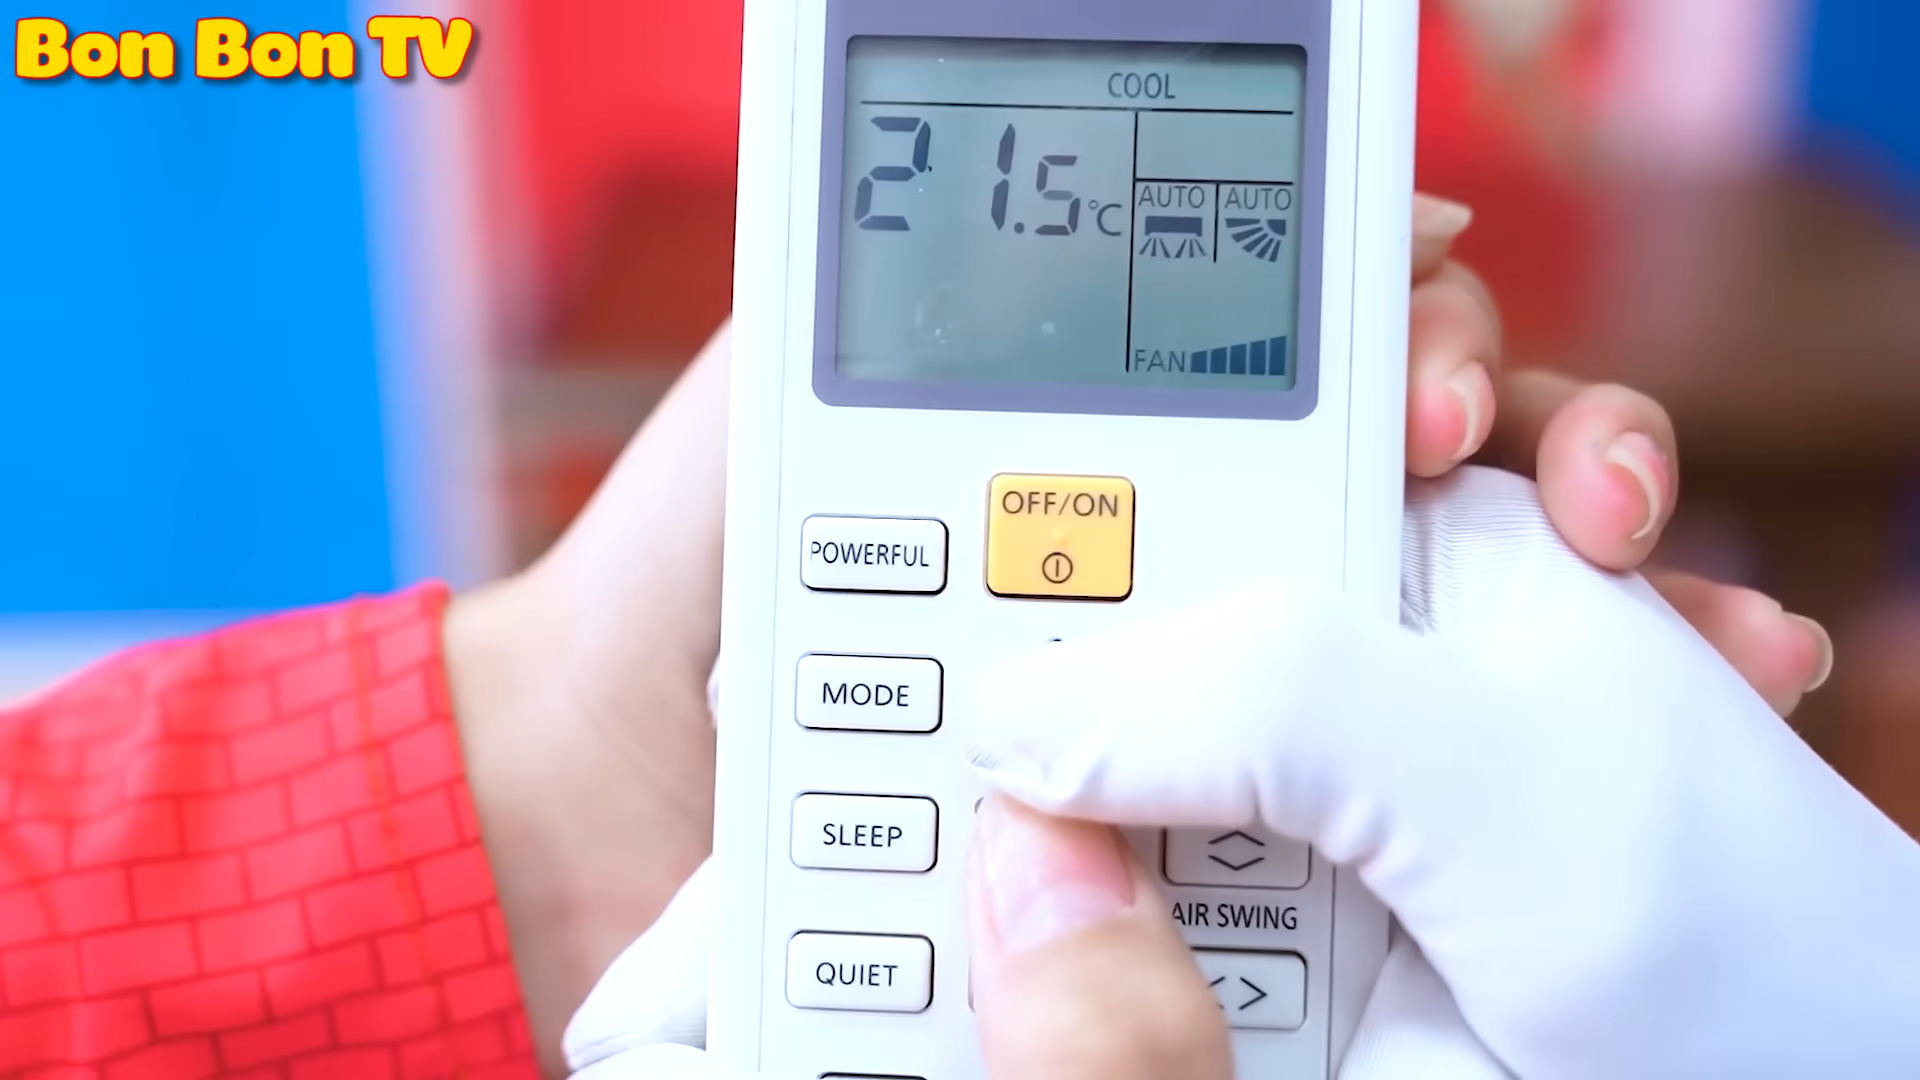 Bon Bon TV
COOL
21.5°C
AUTO AUTO
FAN
OFF/ON
POWERFUL
MODE
SLEEP
AIR SWING
QUIET